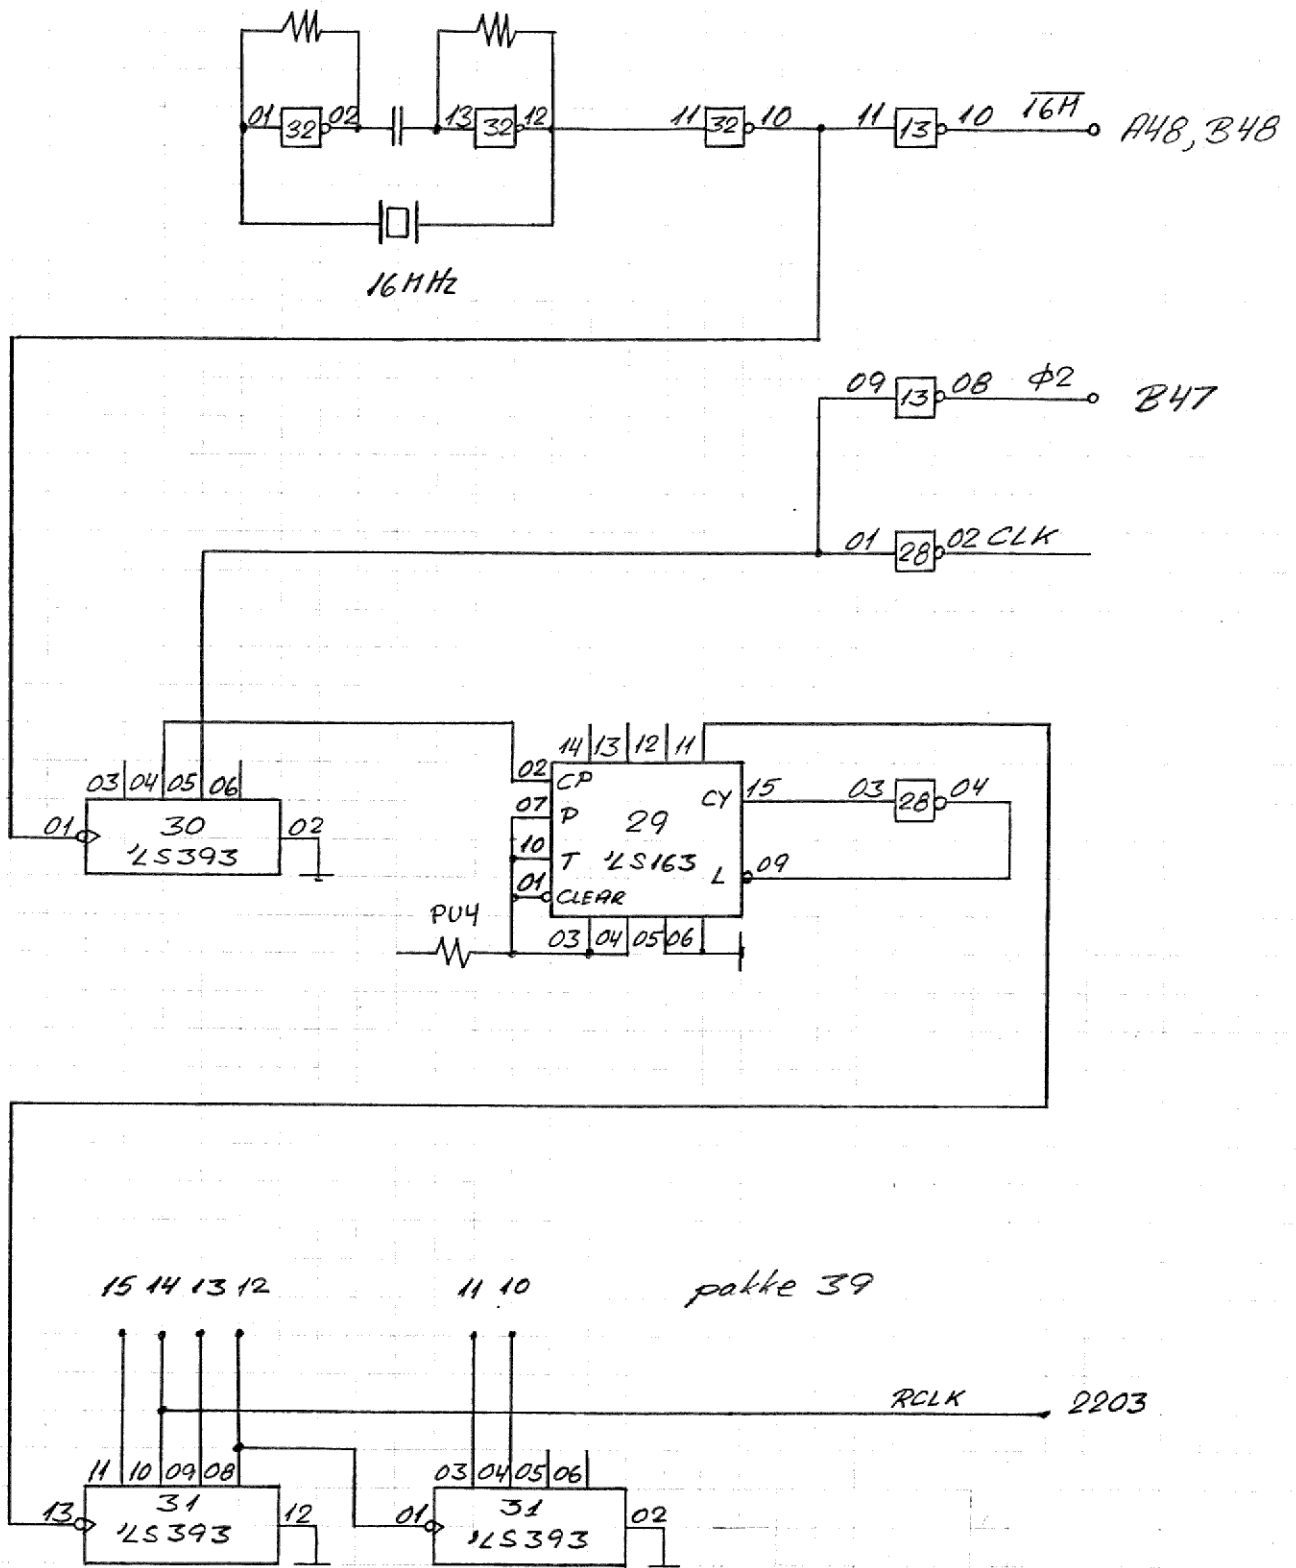 01 32 02 13 32 12 11 32 10 11 13 10 1̅6̅M̅ A48, B48
16MHz
09 13 08 φ2 B47
01 28 02 CLK
14 13 12 11
03 04 05 06 02 CP CY 15 03 28 04
07 P 29
01 30 02
'LS393 10 T 'LS163 L 09
01 CLEAR
PU4
03 04 05 06
15 14 13 12 11 10 pakke 39
RCLK 2203
11 10 09 08 03 04 05 06
13 31 12 01 31 02
'LS393 'LS393